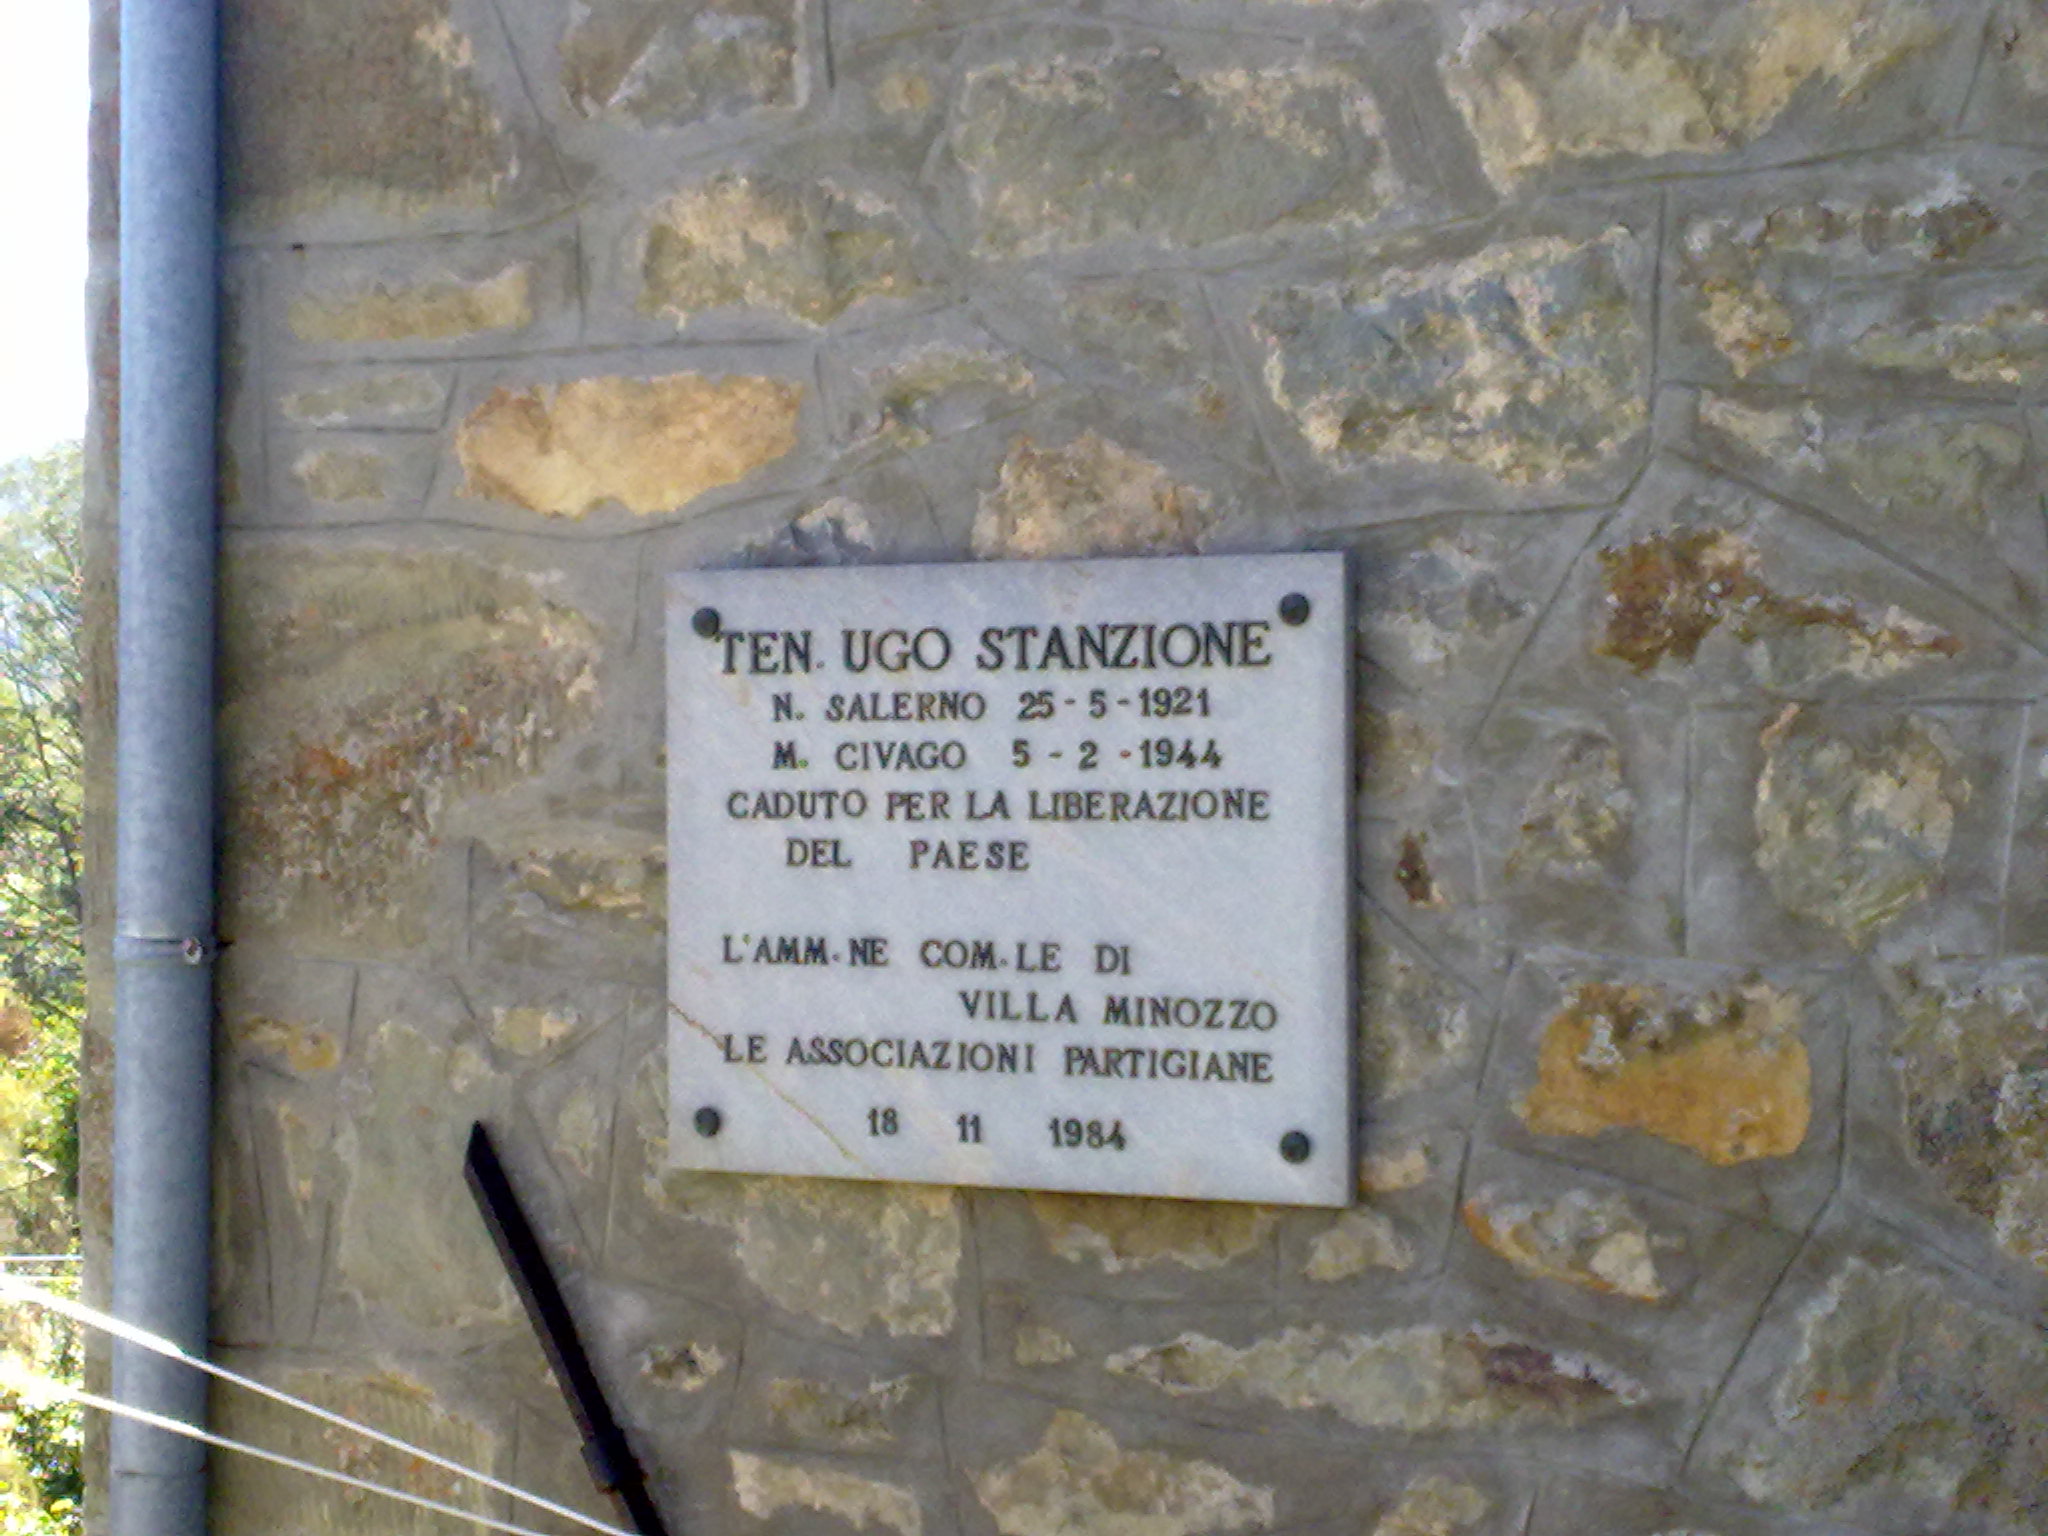 TEN. UGO STANZIONE
N. SALERNO 25-5-1921
M. CIVAGO 5-2-1944
CADUTO PER LA LIBERAZIONE
DEL PAESE
L'AMM.NE COM.LE DI
VILLA MINOZZO
LE ASSOCIAZIONI PARTIGIANE
18 11 1984